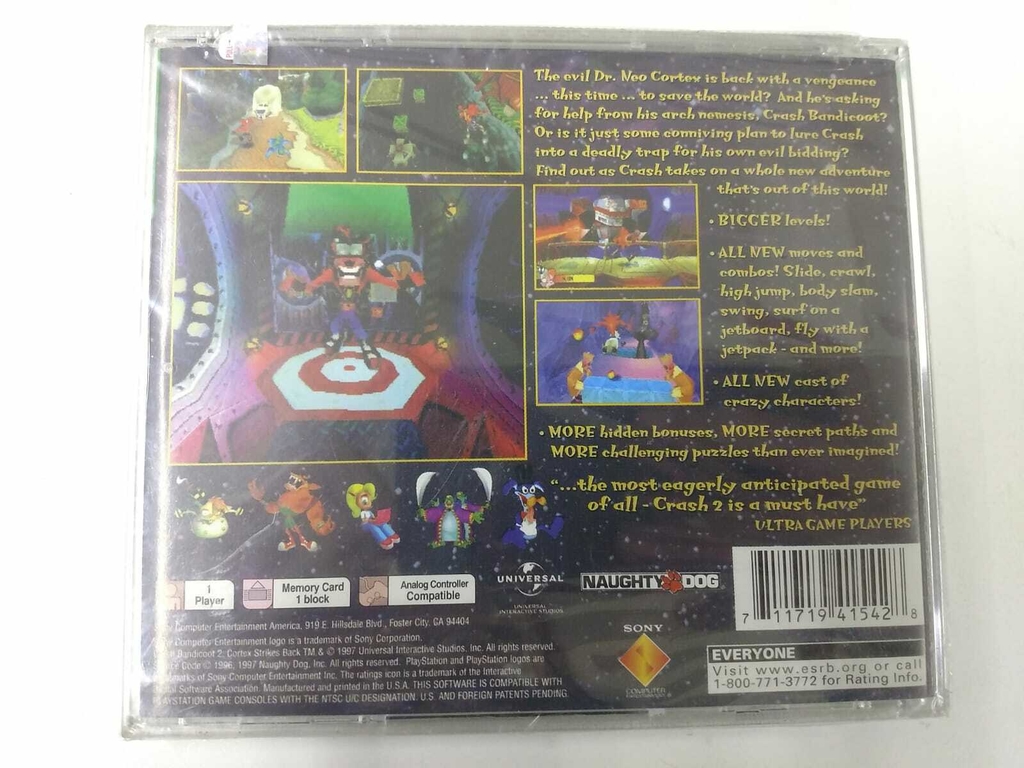 The evil Dr. Neo Cortex is back with a vengeance
... this time ... to save the world? And he's asking
for help from his arch nemesis, Crash Bandicoot?
Or is it just some conniving plan to lure Crash
into a deadly trap for his own evil bidding?
Find out as Crash takes on a whole new adventure
that's out of this world!
• BIGGER levels!
• ALL NEW moves and
combos! Slide, crawl,
high jump, body slam,
swing, surf on a
jetboard, fly with a
jetpack - and more!
• ALL NEW cast of
crazy characters!
• MORE hidden bonuses, MORE secret paths and
MORE challenging puzzles than ever imagined!
"...the most eagerly anticipated game
of all - Crash 2 is a must have"
ULTRA GAME PLAYERS
1
Player
Memory Card
1 block
Analog Controller
Compatible
UNIVERSAL
UNIVERSAL
INTERACTIVE STUDIOS
NAUGHTY DOG
7 11719 41542 8
SONY
COMPUTER
EVERYONE
Visit www.esrb.org or call
1-800-771-3772 for Rating Info.
Computer Entertainment America, 919 E. Hillsdale Blvd., Foster City, CA 94404
Computer Entertainment logo is a trademark of Sony Corporation.
Bandicoot 2: Cortex Strikes Back TM & © 1997 Universal Interactive Studios, Inc. All rights reserved.
Code © 1996, 1997 Naughty Dog, Inc. All rights reserved. PlayStation and PlayStation logos are
of Sony Computer Entertainment Inc. The ratings icon is a trademark of the Interactive
Software Association. Manufactured and printed in the U.S.A. THIS SOFTWARE IS COMPATIBLE WITH
GAME CONSOLES WITH THE NTSC U/C DESIGNATION. U.S. AND FOREIGN PATENTS PENDING.